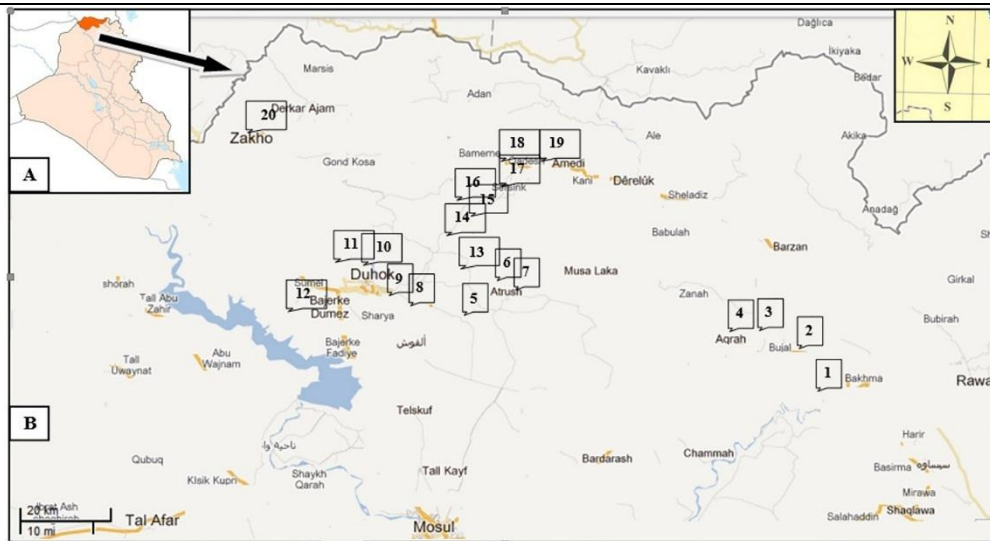 Dağlıca
N
İkiyaka
W
S
Marsis
Kavaklı
Bedar
Adan
20
Derkar Ajam
Zakho
Ale
Akika
18
19
Bamerne
Amedi
Gond Kosa
17
Kani
Dêrelûk
A
16
Sheladiz
15
Anadağ
14
Babulah
11
10
13
Barzan
6
7
Musa Laka
Duhok
9
8
shorah
Sumel
12
5
Atrush
Zanah
Girkal
Tall Abu
Zahir
Bajerke
Dumez
Sharya
4
3
Bubirah
Aqrah
2
Bajerke
Fadiye
ألقوش
Bujal
Tall
Uwaynat
Abu
Wajnam
1
Bakhma
Rawa
B
Telskuf
ناحية وا
Harir
Qubuq
Bardarash
Chammah
Klsik Kupri
Shaykh
Qarah
Tall Kayf
Basirma
Mirawa
20 km
10 mi
Tal Afar
Mosul
Salahaddin
Shaqlawa